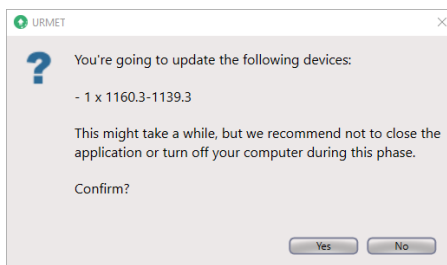 URMET
You're going to update the following devices:
- 1 x 1160.3-1139.3
This might take a while, but we recommend not to close the
application or turn off your computer during this phase.
Confirm?
Yes No